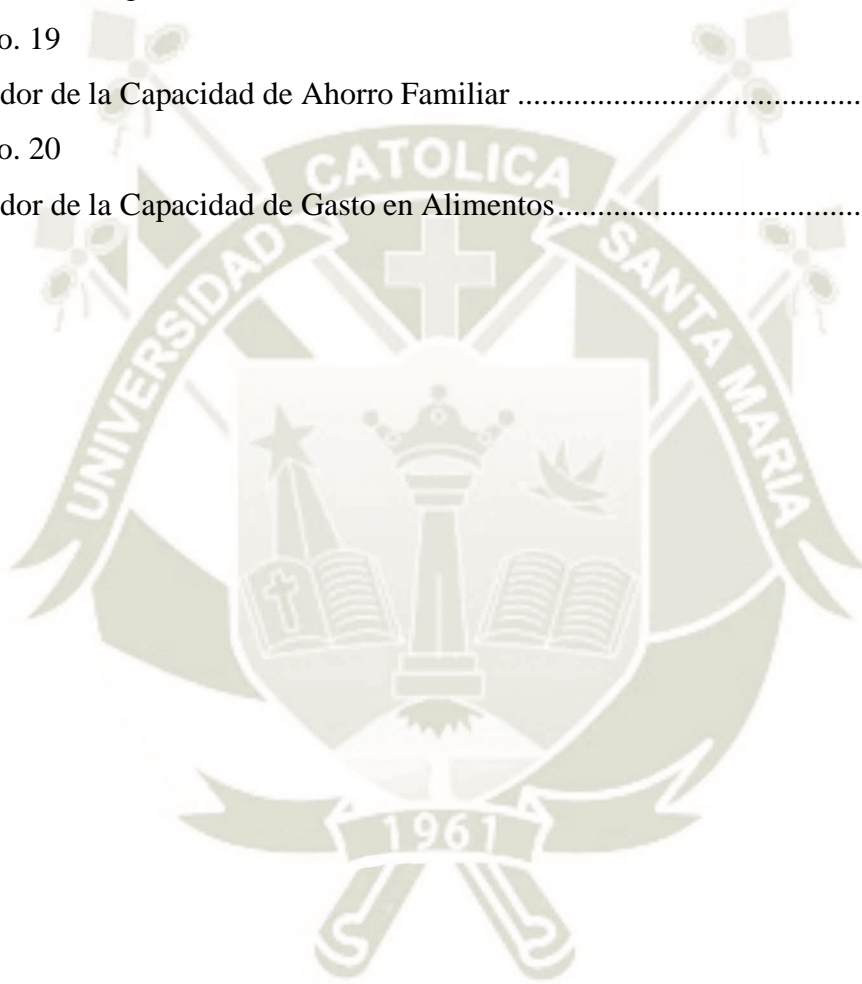 o. 19
dor de la Capacidad de Ahorro Familiar ..........................................
o. 20
dor de la Capacidad de Gasto en Alimentos.....................................
CATOLICA
UNIVERSIDAD
SANTA MARIA
1961